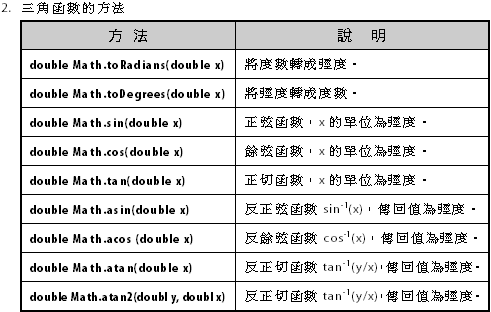 2. 三角函數的方法
方 法 說 明
double Math.toRadians(double x) 將度數轉成弳度。
double Math.toDegrees(double x) 將弳度轉成度數。
double Math.sin(double x) 正弦函數，x 的單位為弳度。
double Math.cos(double x) 餘弦函數，x 的單位為弳度。
double Math.tan(double x) 正切函數，x 的單位為弳度。
double Math.asin(double x) 反正弦函數 sin⁻¹(x)，傳回值為弳度。
double Math.acos (double x) 反餘弦函數 cos⁻¹(x)，傳回值為弳度。
double Math.atan(double x) 反正切函數 tan⁻¹(y/x)，傳回值為弳度。
double Math.atan2(doubl y, doubl x) 反正切函數 tan⁻¹(y/x)，傳回值為弳度。